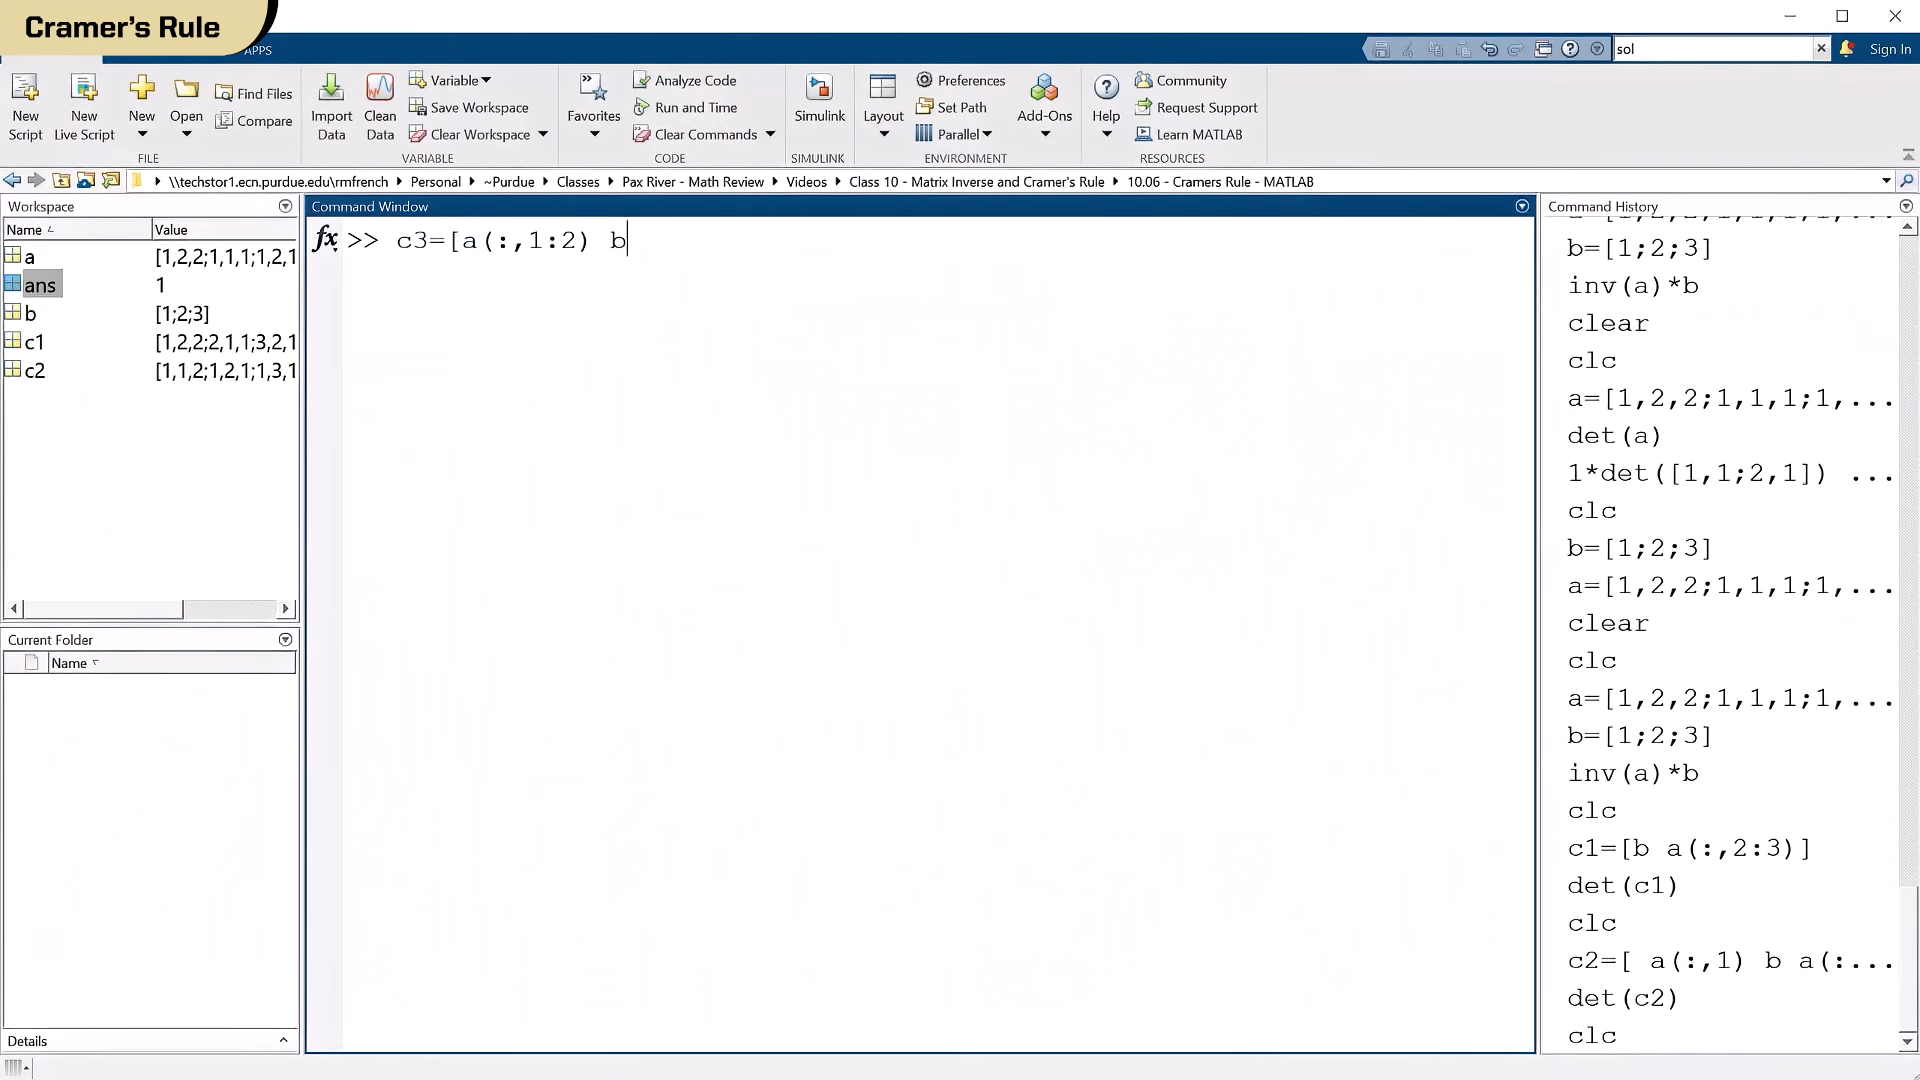 Cramer's Rule
APPS
sol
Sign In
New Script
New Live Script
New
Open
Find Files
Compare
FILE
Import Data
Clean Data
Variable
Save Workspace
Clear Workspace
VARIABLE
Favorites
Analyze Code
Run and Time
Clear Commands
CODE
Simulink
SIMULINK
Layout
Preferences
Set Path
Parallel
Add-Ons
ENVIRONMENT
Help
Community
Request Support
Learn MATLAB
RESOURCES
\\techstor1.ecn.purdue.edu\rmfrench
Personal
~Purdue
Classes
Pax River - Math Review
Videos
Class 10 - Matrix Inverse and Cramer's Rule
10.06 - Cramers Rule - MATLAB
Workspace
Name
Value
a
[1,2,2;1,1,1;1,2,1
ans
1
b
[1;2;3]
c1
[1,2,2;2,1,1;3,2,1
c2
[1,1,2;1,2,1;1,3,1
Current Folder
Name
Details
Command Window
fx >> c3=[a(:,1:2) b
Command History
b=[1;2;3]
inv(a)*b
clear
clc
a=[1,2,2;1,1,1;1,...
det(a)
1*det([1,1;2,1]) ...
clc
b=[1;2;3]
a=[1,2,2;1,1,1;1,...
clear
clc
a=[1,2,2;1,1,1;1,...
b=[1;2;3]
inv(a)*b
clc
c1=[b a(:,2:3)]
det(c1)
clc
c2=[ a(:,1) b a(:...
det(c2)
clc